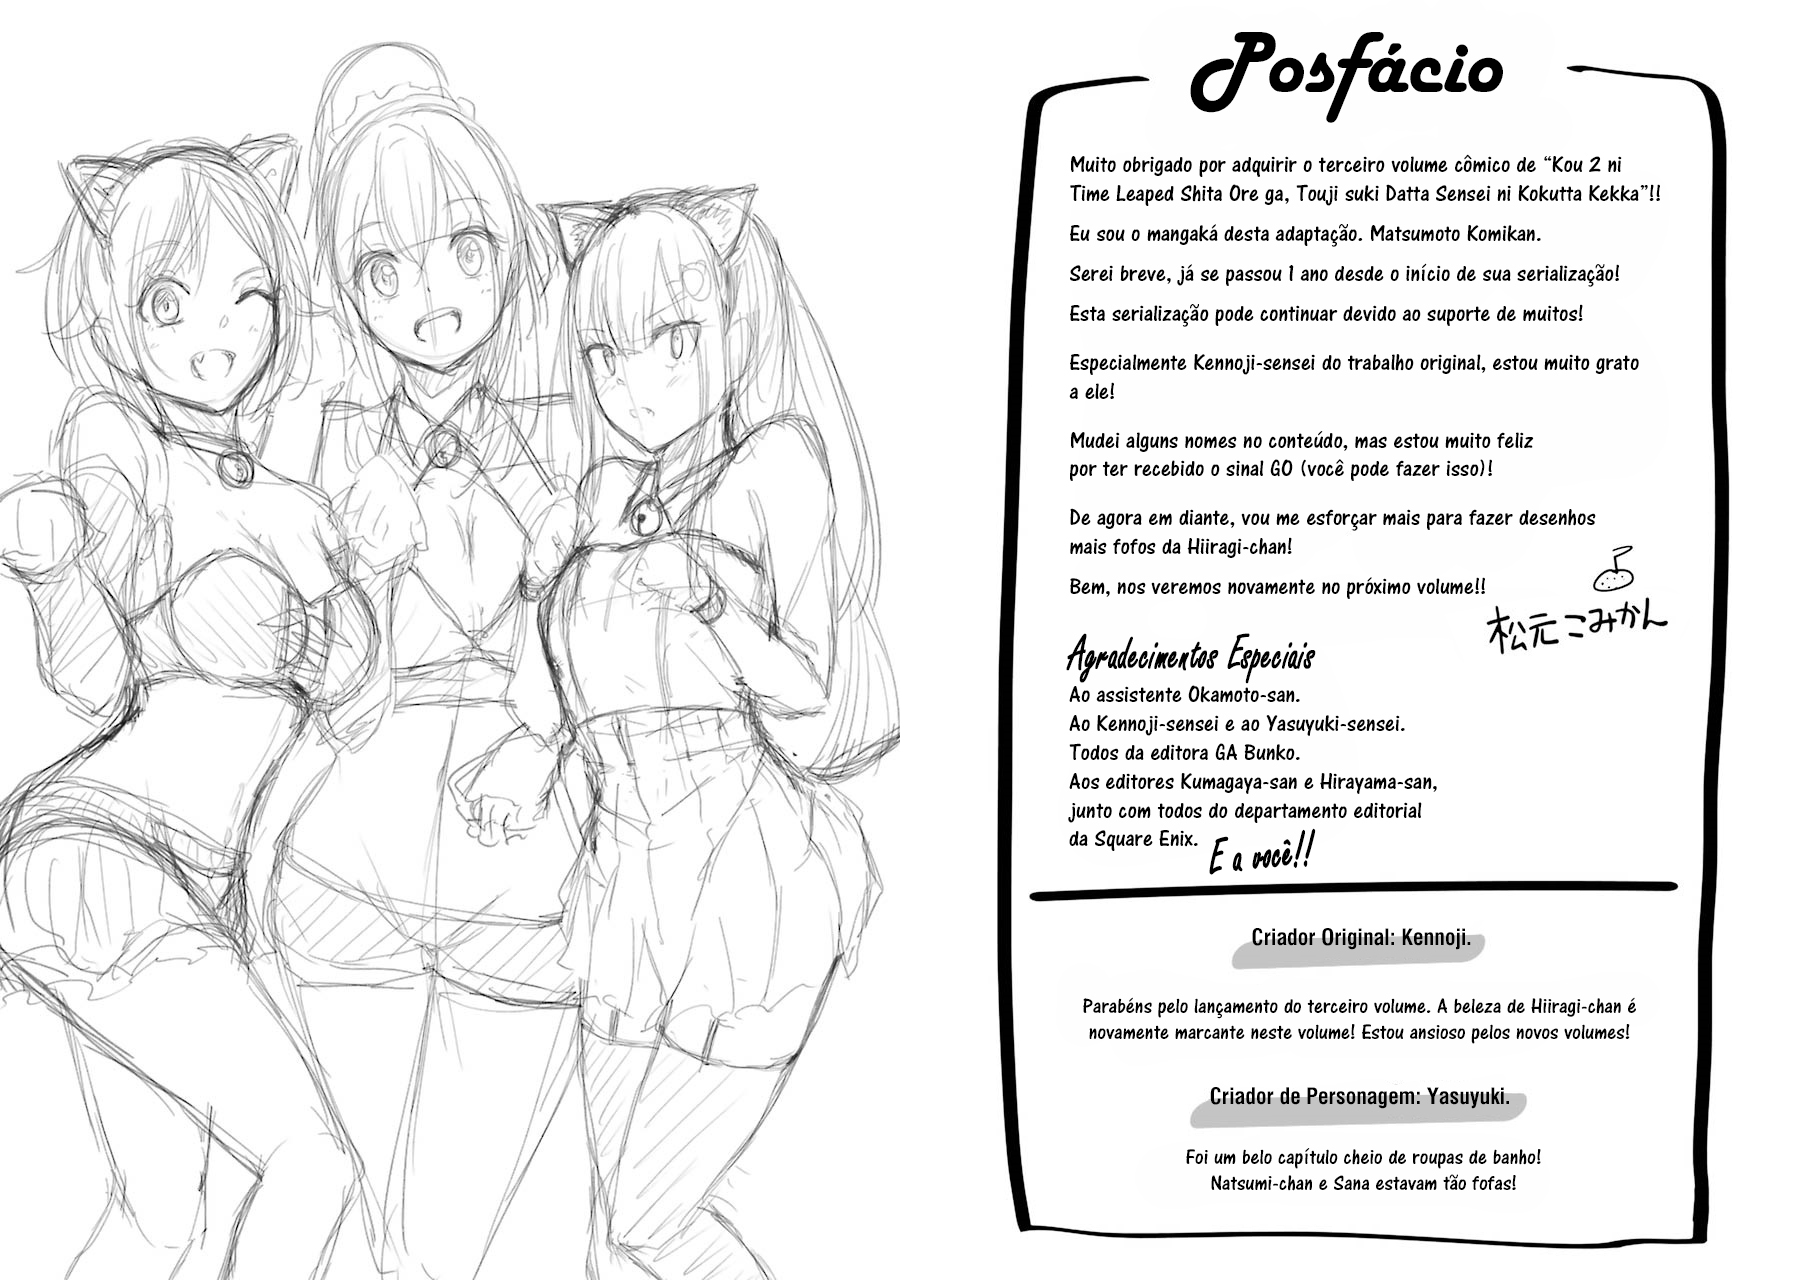 Posfácio
Muito obrigado por adquirir o terceiro volume cômico de “Kou 2 ni
Time Leaped Shita Ore ga, Touji suki Datta Sensei ni Kokutta Kekka”!!
Eu sou o mangaká desta adaptação. Matsumoto Komikan.
Serei breve, já se passou 1 ano desde o início de sua serialização!
Esta serialização pode continuar devido ao suporte de muitos!
Especialmente Kennoji-sensei do trabalho original, estou muito grato
a ele!
Mudei alguns nomes no conteúdo, mas estou muito feliz
por ter recebido o sinal GO (você pode fazer isso)!
De agora em diante, vou me esforçar mais para fazer desenhos
mais fofos da Hiiragi-chan!
Bem, nos veremos novamente no próximo volume!!
松元こみかん
Agradecimentos Especiais
Ao assistente Okamoto-san.
Ao Kennoji-sensei e ao Yasuyuki-sensei.
Todos da editora GA Bunko.
Aos editores Kumagaya-san e Hirayama-san,
junto com todos do departamento editorial
da Square Enix.
E a você!!
Criador Original: Kennoji.
Parabéns pelo lançamento do terceiro volume. A beleza de Hiiragi-chan é
novamente marcante neste volume! Estou ansioso pelos novos volumes!
Criador de Personagem: Yasuyuki.
Foi um belo capítulo cheio de roupas de banho!
Natsumi-chan e Sana estavam tão fofas!